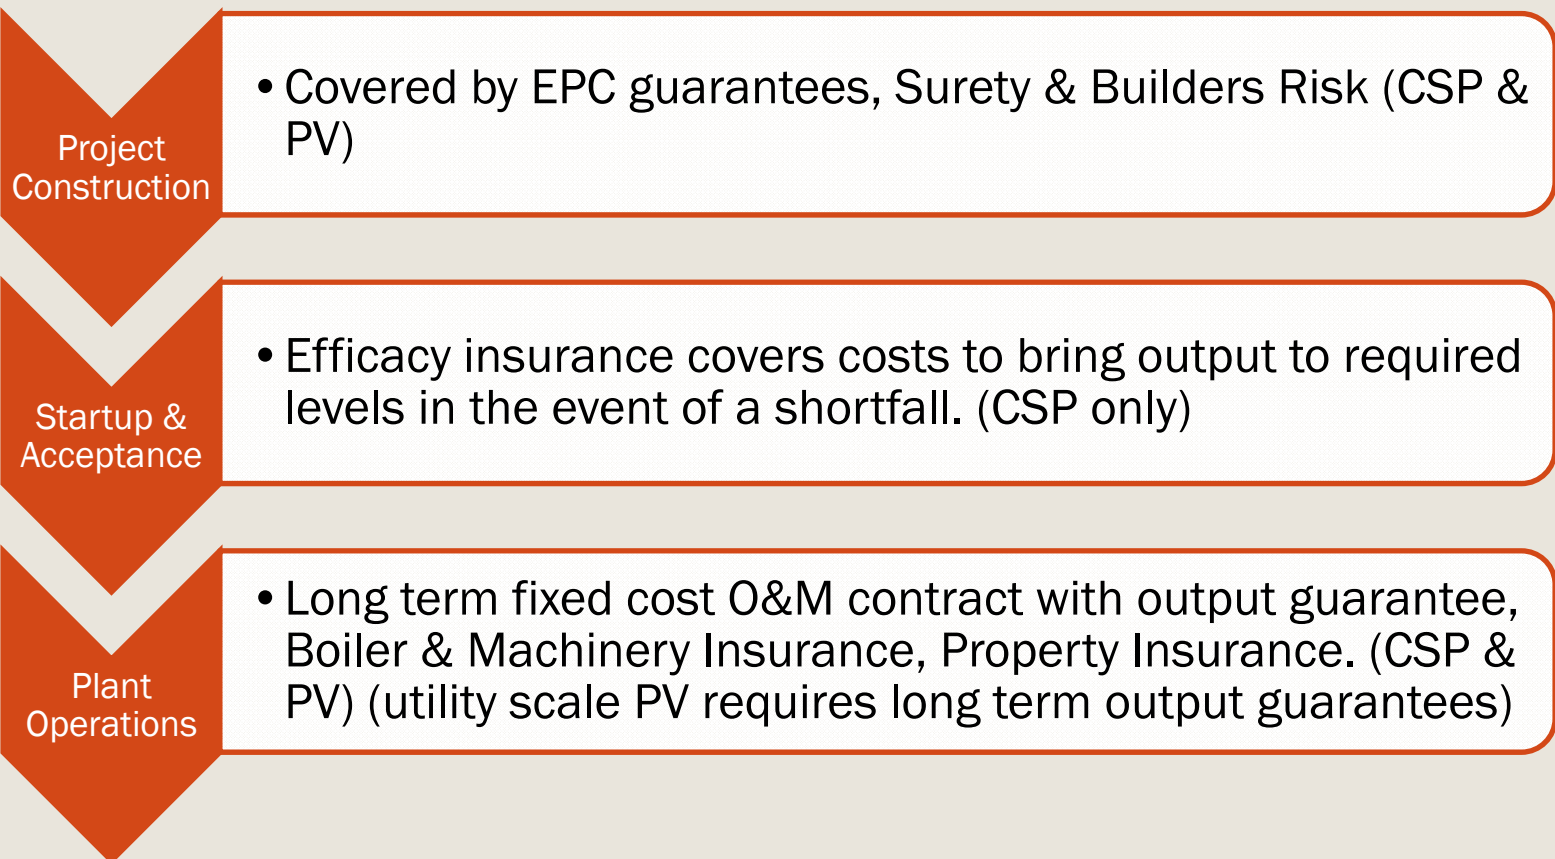 Project
Construction
• Covered by EPC guarantees, Surety & Builders Risk (CSP &
PV)
Startup &
Acceptance
• Efficacy insurance covers costs to bring output to required
levels in the event of a shortfall. (CSP only)
Plant
Operations
• Long term fixed cost O&M contract with output guarantee,
Boiler & Machinery Insurance, Property Insurance. (CSP &
PV) (utility scale PV requires long term output guarantees)